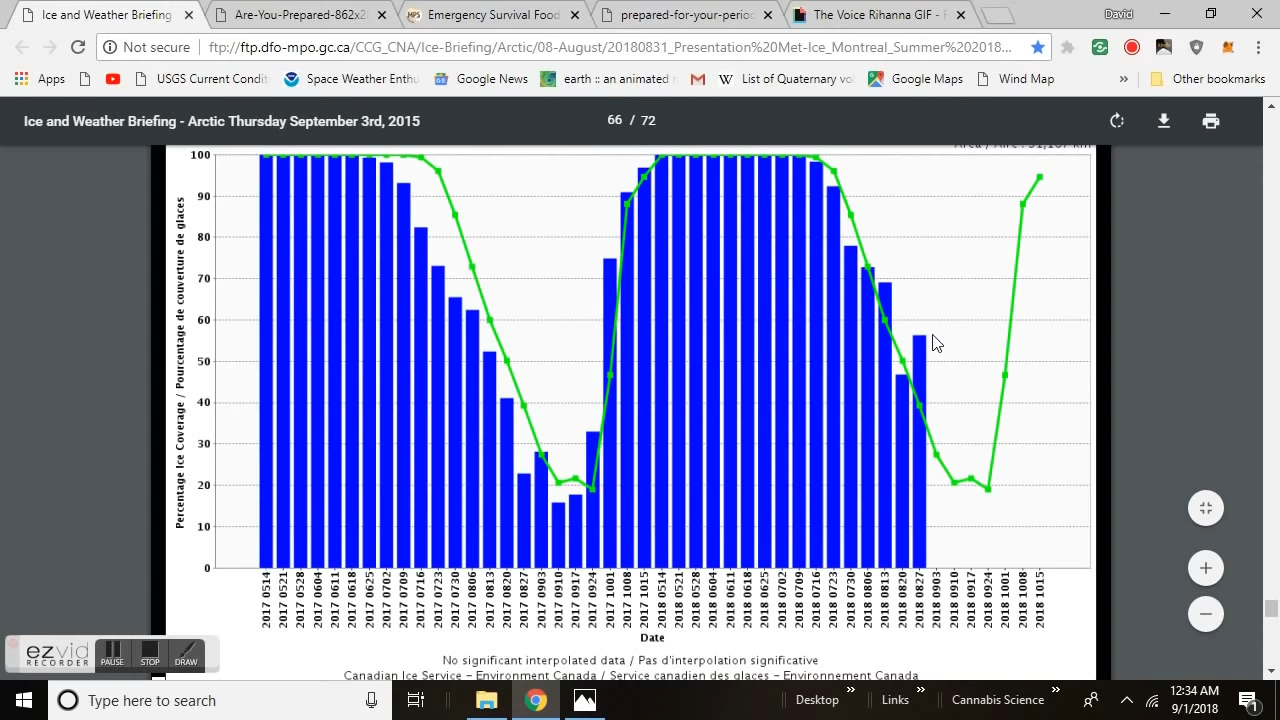 Ice and Weather Briefing
Are-You-Prepared-862x2
Emergency Survival Food
prepared-for-your-perio
The Voice Rihanna GIF - F
David
Not secure
ftp://ftp.dfo-mpo.gc.ca/CCG_GNA/Ice-Briefing/Arctic/08-August/20180831_Presentation%20Met-Ice_Montreal_Summer%202018...
Apps
USGS Current Condit
Space Weather Enthu
Google News
earth :: an animated
List of Quaternary vo
Google Maps
Wind Map
»
Other bookmarks
Ice and Weather Briefing - Arctic Thursday September 3rd, 2015
66 / 72
Percentage Ice Coverage / Pourcentage de couverture de glaces
100
90
80
70
60
50
40
30
20
10
0
2017 0514
2017 0521
2017 0528
2017 0604
2017 0611
2017 0618
2017 0625
2017 0702
2017 0709
2017 0716
2017 0723
2017 0730
2017 0806
2017 0813
2017 0820
2017 0827
2017 0903
2017 0910
2017 0917
2017 0924
2017 1001
2017 1008
2017 1015
2018 0514
2018 0521
2018 0528
2018 0604
2018 0611
2018 0618
2018 0625
2018 0702
2018 0709
2018 0716
2018 0723
2018 0730
2018 0806
2018 0813
2018 0820
2018 0827
2018 0903
2018 0910
2018 0917
2018 0924
2018 1001
2018 1008
2018 1015
Date
No significant interpolated data / Pas d'interpolation significative
Canadian Ice Service – Environment Canada / Service canadien des glaces – Environnement Canada
ezvid
RECORDER
PAUSE
STOP
DRAW
Type here to search
Desktop »
Links
Cannabis Science »
12:34 AM
9/1/2018
1